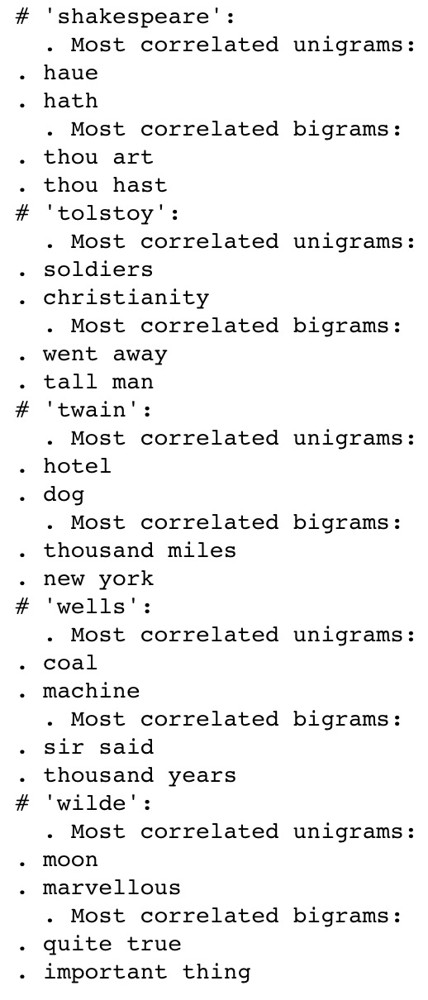 # 'shakespeare':
. Most correlated unigrams:
. haue
. hath
. Most correlated bigrams:
. thou art
. thou hast
# 'tolstoy':
. Most correlated unigrams:
. soldiers
. christianity
. Most correlated bigrams:
. went away
. tall man
# 'twain':
. Most correlated unigrams:
. hotel
. dog
. Most correlated bigrams:
. thousand miles
. new york
# 'wells':
. Most correlated unigrams:
. coal
. machine
. Most correlated bigrams:
. sir said
. thousand years
# 'wilde':
. Most correlated unigrams:
. moon
. marvellous
. Most correlated bigrams:
. quite true
. important thing